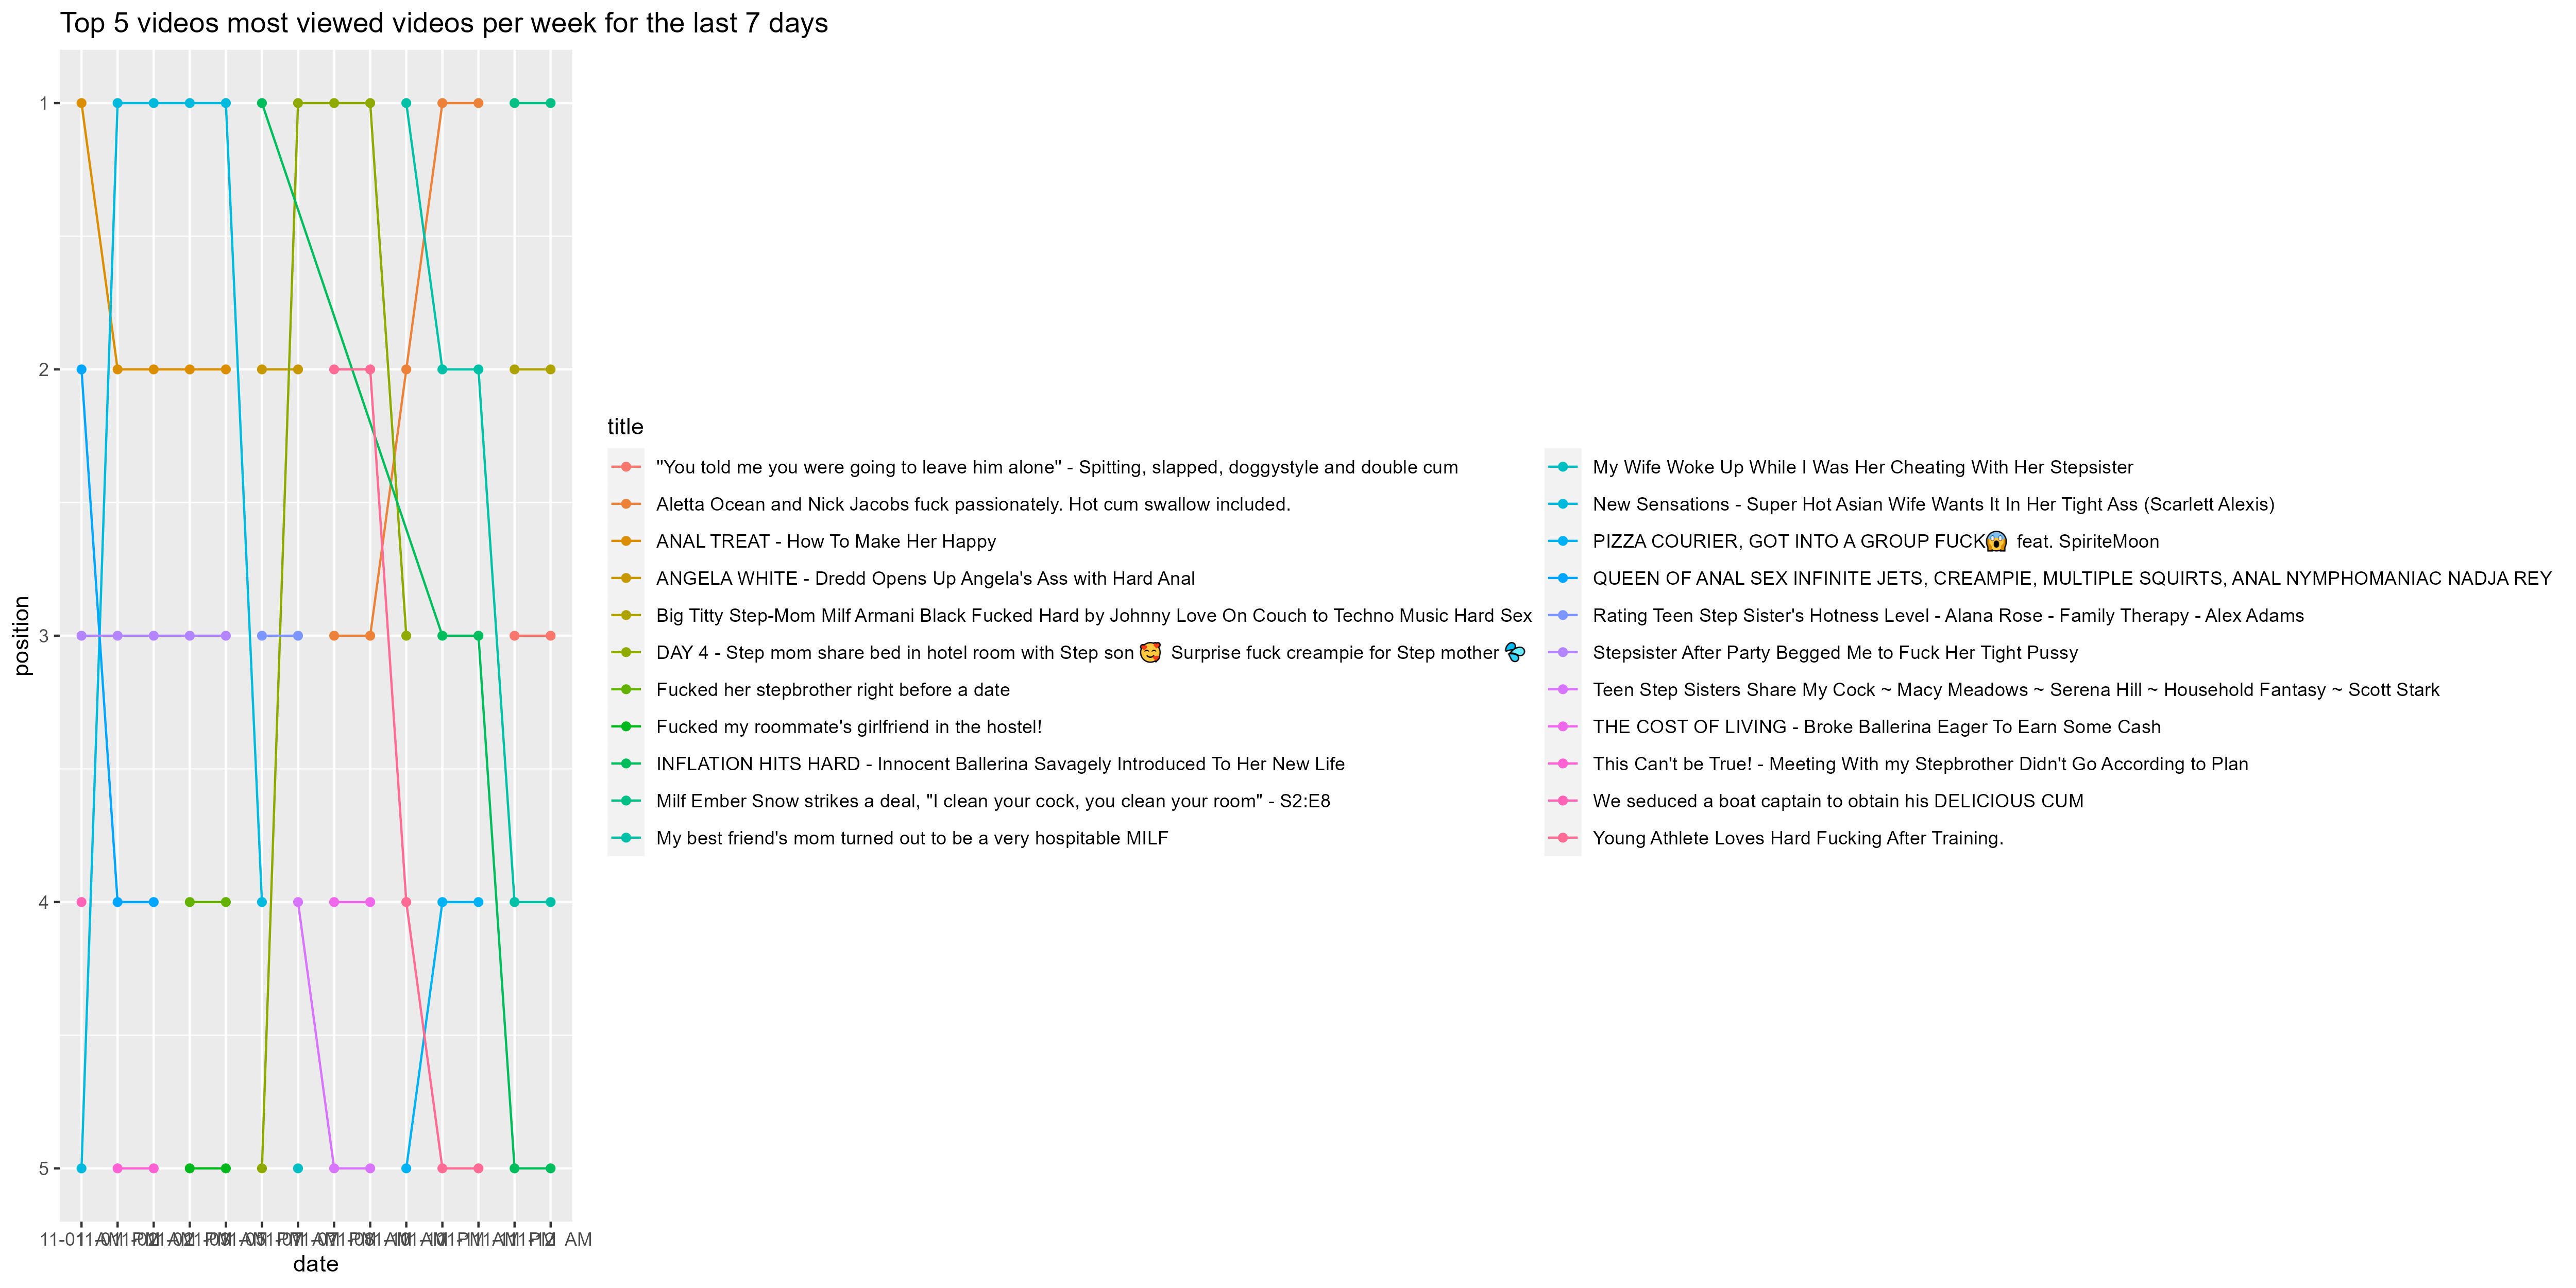 Top 5 videos most viewed videos per week for the last 7 days
1
2
3
4
5
position
date
title
"You told me you were going to leave him alone" - Spitting, slapped, doggystyle and double cum
Aletta Ocean and Nick Jacobs fuck passionately. Hot cum swallow included.
ANAL TREAT - How To Make Her Happy
ANGELA WHITE - Dredd Opens Up Angela's Ass with Hard Anal
Big Titty Step-Mom Milf Armani Black Fucked Hard by Johnny Love On Couch to Techno Music Hard Sex
DAY 4 - Step mom share bed in hotel room with Step son 🥰 Surprise fuck creampie for Step mother 💦
Fucked her stepbrother right before a date
Fucked my roommate's girlfriend in the hostel!
INFLATION HITS HARD - Innocent Ballerina Savagely Introduced To Her New Life
Milf Ember Snow strikes a deal, "I clean your cock, you clean your room" - S2:E8
My best friend's mom turned out to be a very hospitable MILF
My Wife Woke Up While I Was Her Cheating With Her Stepsister
New Sensations - Super Hot Asian Wife Wants It In Her Tight Ass (Scarlett Alexis)
PIZZA COURIER, GOT INTO A GROUP FUCK😱 feat. SpiriteMoon
QUEEN OF ANAL SEX INFINITE JETS, CREAMPIE, MULTIPLE SQUIRTS, ANAL NYMPHOMANIAC NADJA REY
Rating Teen Step Sister's Hotness Level - Alana Rose - Family Therapy - Alex Adams
Stepsister After Party Begged Me to Fuck Her Tight Pussy
Teen Step Sisters Share My Cock ~ Macy Meadows ~ Serena Hill ~ Household Fantasy ~ Scott Stark
THE COST OF LIVING - Broke Ballerina Eager To Earn Some Cash
This Can't be True! - Meeting With my Stepbrother Didn't Go According to Plan
We seduced a boat captain to obtain his DELICIOUS CUM
Young Athlete Loves Hard Fucking After Training.